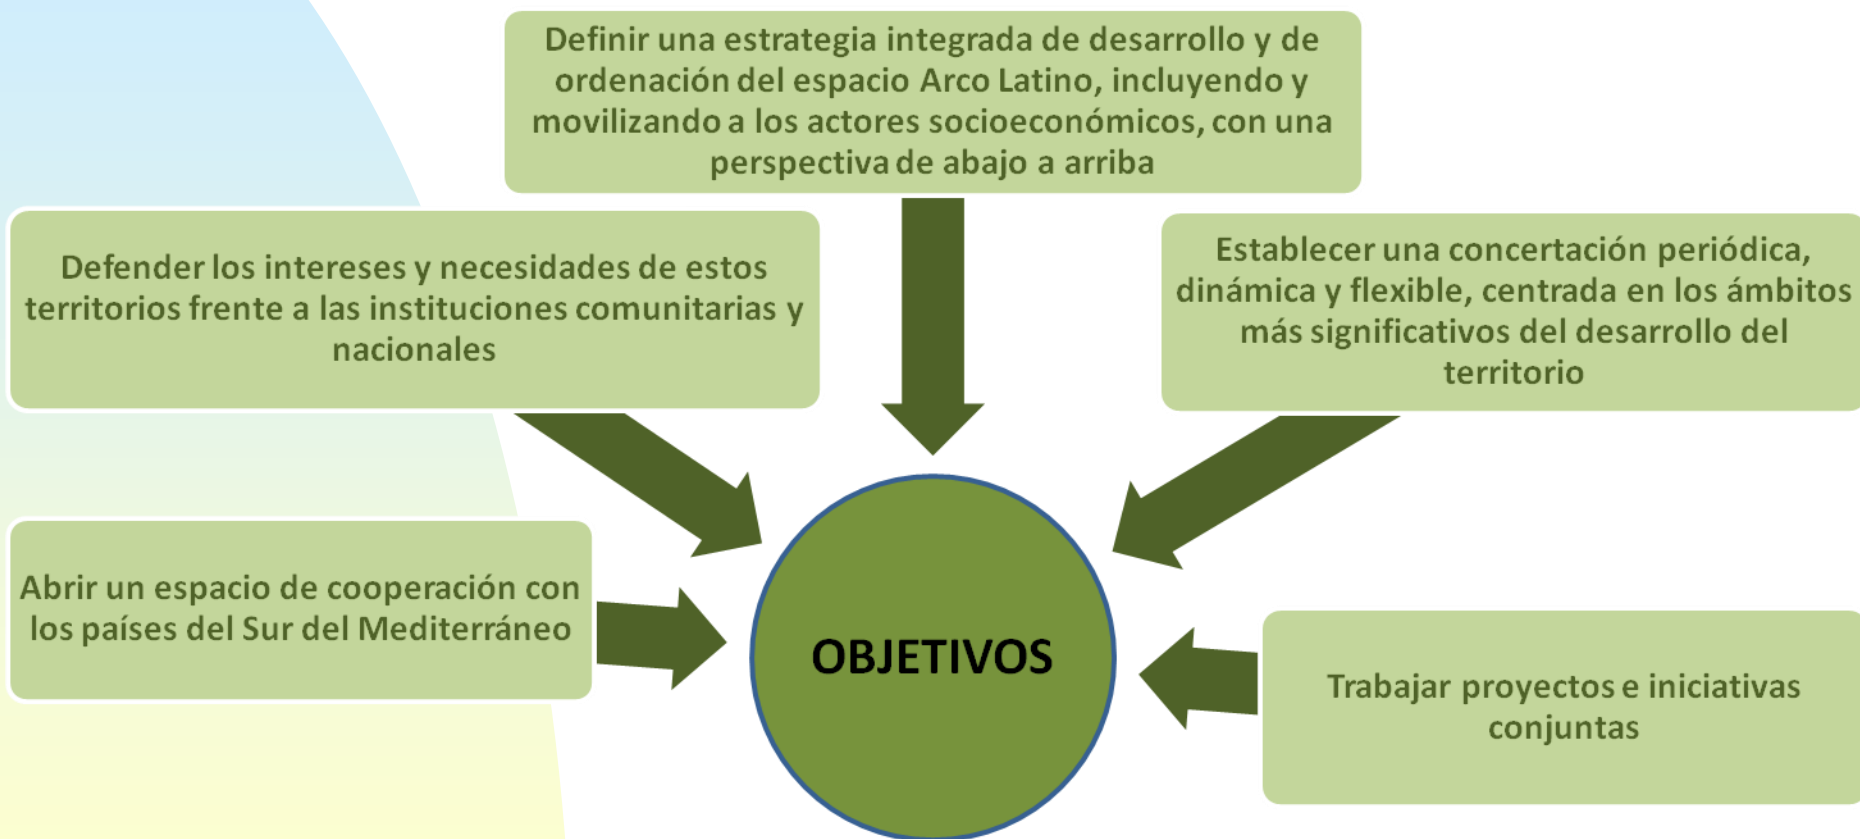 Definir una estrategia integrada de desarrollo y de
ordenación del espacio Arco Latino, incluyendo y
movilizando a los actores socioeconómicos, con una
perspectiva de abajo a arriba
Defender los intereses y necesidades de estos
territorios frente a las instituciones comunitarias y
nacionales
Establecer una concertación periódica,
dinámica y flexible, centrada en los ámbitos
más significativos del desarrollo del
territorio
Abrir un espacio de cooperación con
los países del Sur del Mediterráneo
OBJETIVOS
Trabajar proyectos e iniciativas
conjuntas